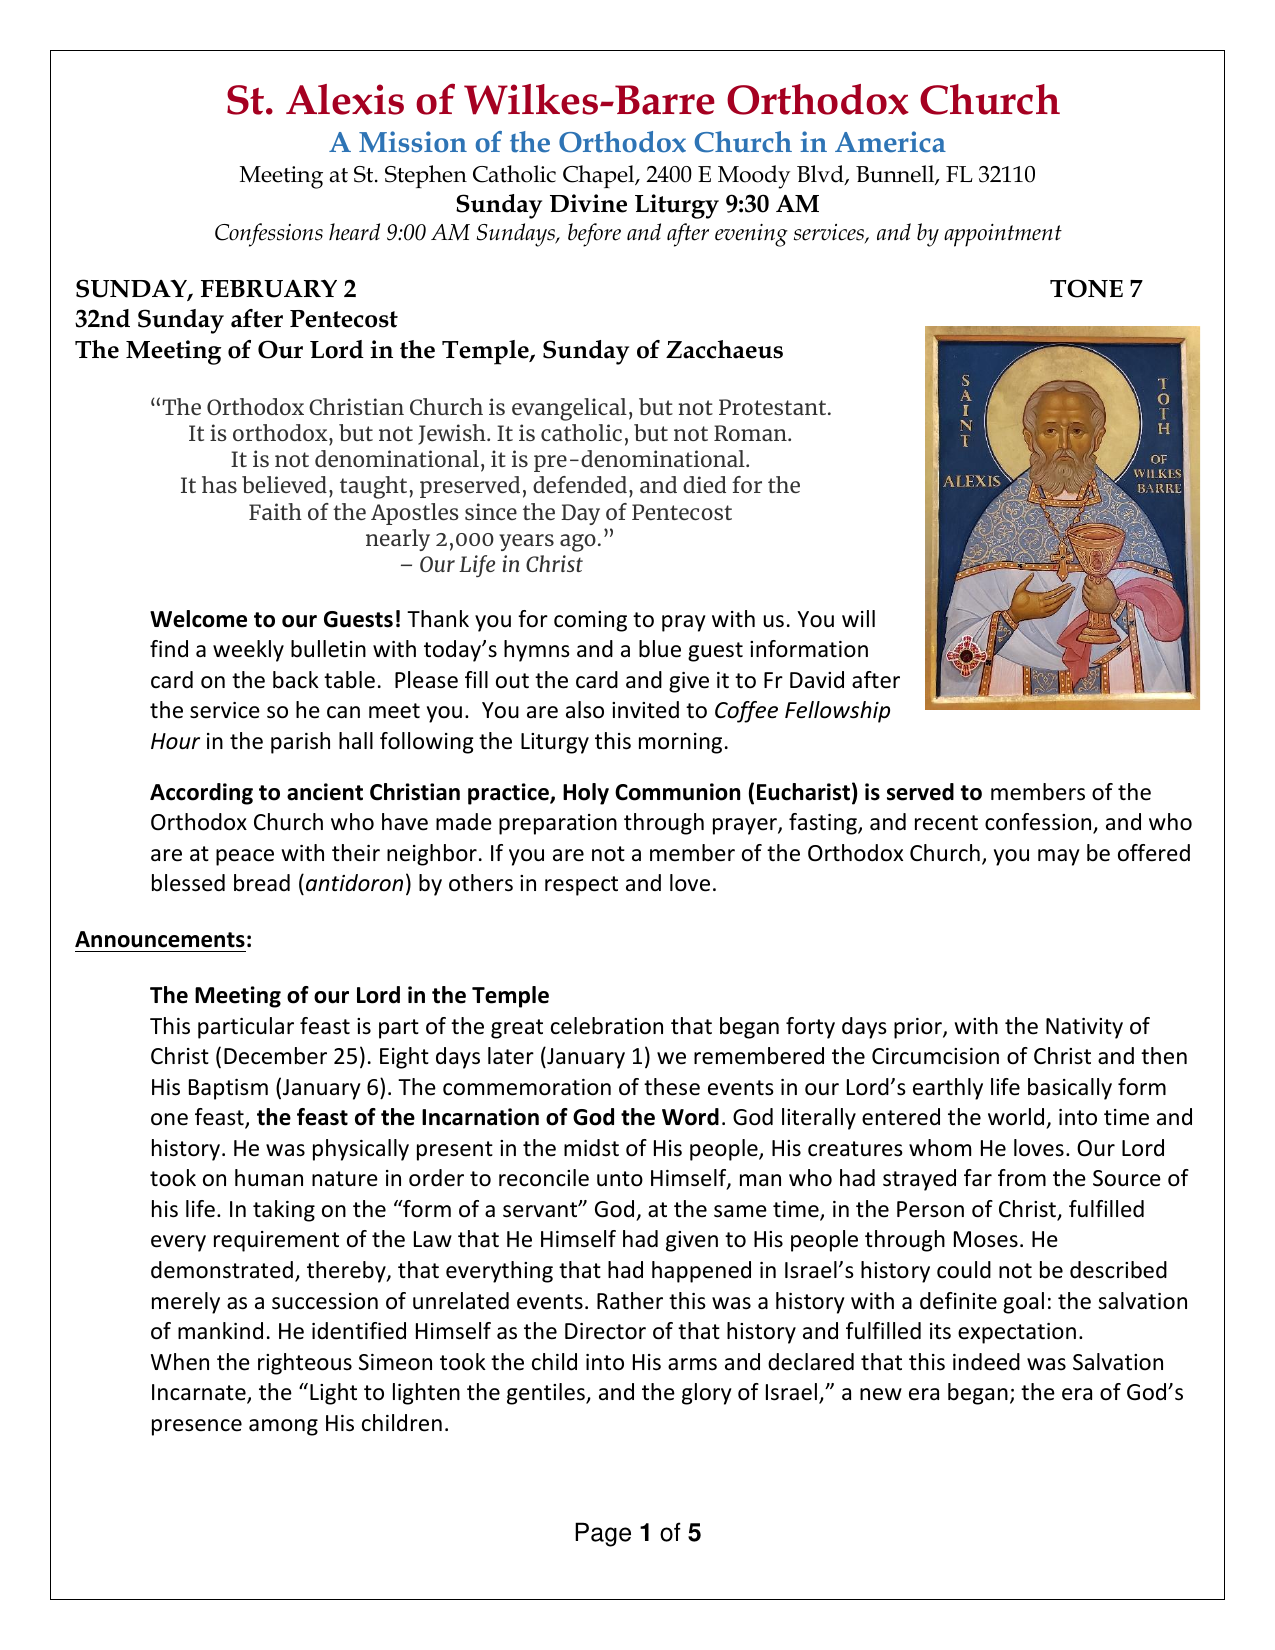 St. Alexis of Wilkes-Barre Orthodox Church
A Mission of the Orthodox Church in America
Meeting at St. Stephen Catholic Chapel, 2400 E Moody Blvd, Bunnell, FL 32110
Sunday Divine Liturgy 9:30 AM
Confessions heard 9:00 AM Sundays, before and after evening services, and by appointment
SUNDAY, FEBRUARY 2 TONE 7
32nd Sunday after Pentecost
The Meeting of Our Lord in the Temple, Sunday of Zacchaeus
“The Orthodox Christian Church is evangelical, but not Protestant.
It is orthodox, but not Jewish. It is catholic, but not Roman.
It is not denominational, it is pre-denominational.
It has believed, taught, preserved, defended, and died for the
Faith of the Apostles since the Day of Pentecost
nearly 2,000 years ago.”
– Our Life in Christ
SAINT
ALEXIS
TOTH
OF
WILKES
BARRE
Welcome to our Guests! Thank you for coming to pray with us. You will
find a weekly bulletin with today’s hymns and a blue guest information
card on the back table.  Please fill out the card and give it to Fr David after
the service so he can meet you.  You are also invited to Coffee Fellowship
Hour in the parish hall following the Liturgy this morning.
According to ancient Christian practice, Holy Communion (Eucharist) is served to members of the
Orthodox Church who have made preparation through prayer, fasting, and recent confession, and who
are at peace with their neighbor. If you are not a member of the Orthodox Church, you may be offered
blessed bread (antidoron) by others in respect and love.
Announcements:
The Meeting of our Lord in the Temple
This particular feast is part of the great celebration that began forty days prior, with the Nativity of
Christ (December 25). Eight days later (January 1) we remembered the Circumcision of Christ and then
His Baptism (January 6). The commemoration of these events in our Lord’s earthly life basically form
one feast, the feast of the Incarnation of God the Word. God literally entered the world, into time and
history. He was physically present in the midst of His people, His creatures whom He loves. Our Lord
took on human nature in order to reconcile unto Himself, man who had strayed far from the Source of
his life. In taking on the “form of a servant” God, at the same time, in the Person of Christ, fulfilled
every requirement of the Law that He Himself had given to His people through Moses. He
demonstrated, thereby, that everything that had happened in Israel’s history could not be described
merely as a succession of unrelated events. Rather this was a history with a definite goal: the salvation
of mankind. He identified Himself as the Director of that history and fulfilled its expectation.
When the righteous Simeon took the child into His arms and declared that this indeed was Salvation
Incarnate, the “Light to lighten the gentiles, and the glory of Israel,” a new era began; the era of God’s
presence among His children.
Page 1 of 5